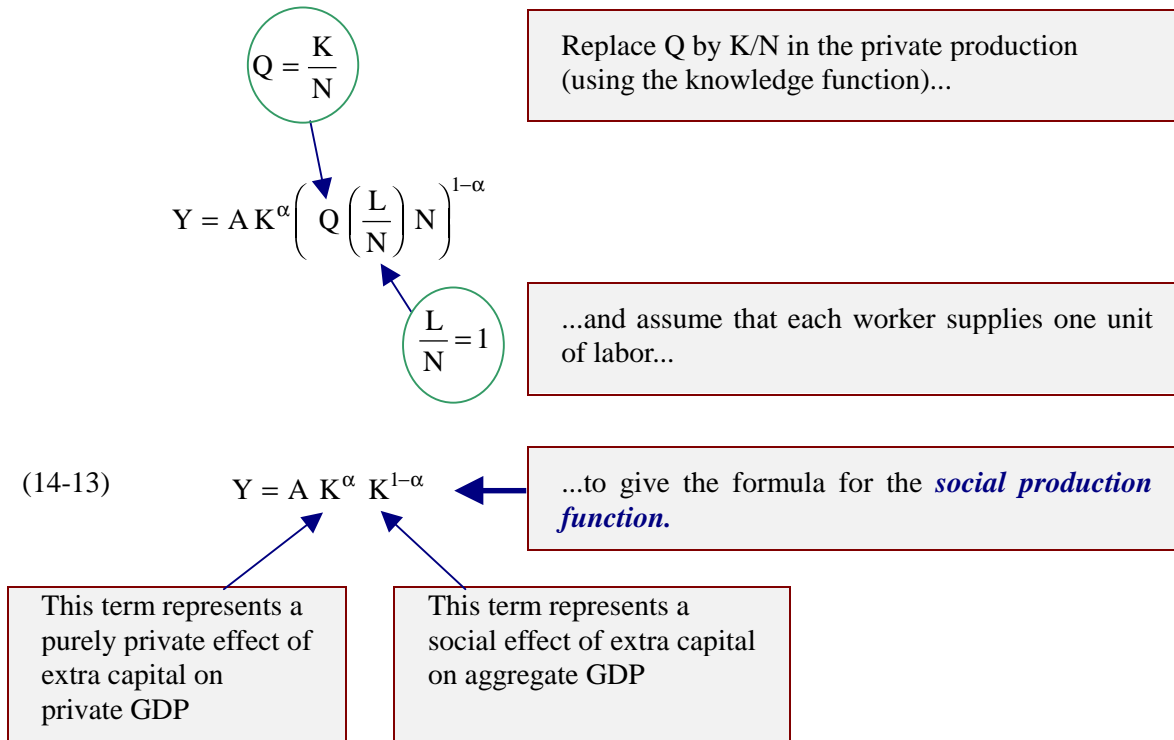 Q = K/N
Replace Q by K/N in the private production
(using the knowledge function)...
Y = A K^α ( Q (L/N) N )^(1−α)
L/N = 1
...and assume that each worker supplies one unit
of labor...
(14-13)
Y = A K^α K^(1−α)
...to give the formula for the social production
function.
This term represents a
purely private effect of
extra capital on
private GDP
This term represents a
social effect of extra capital
on aggregate GDP